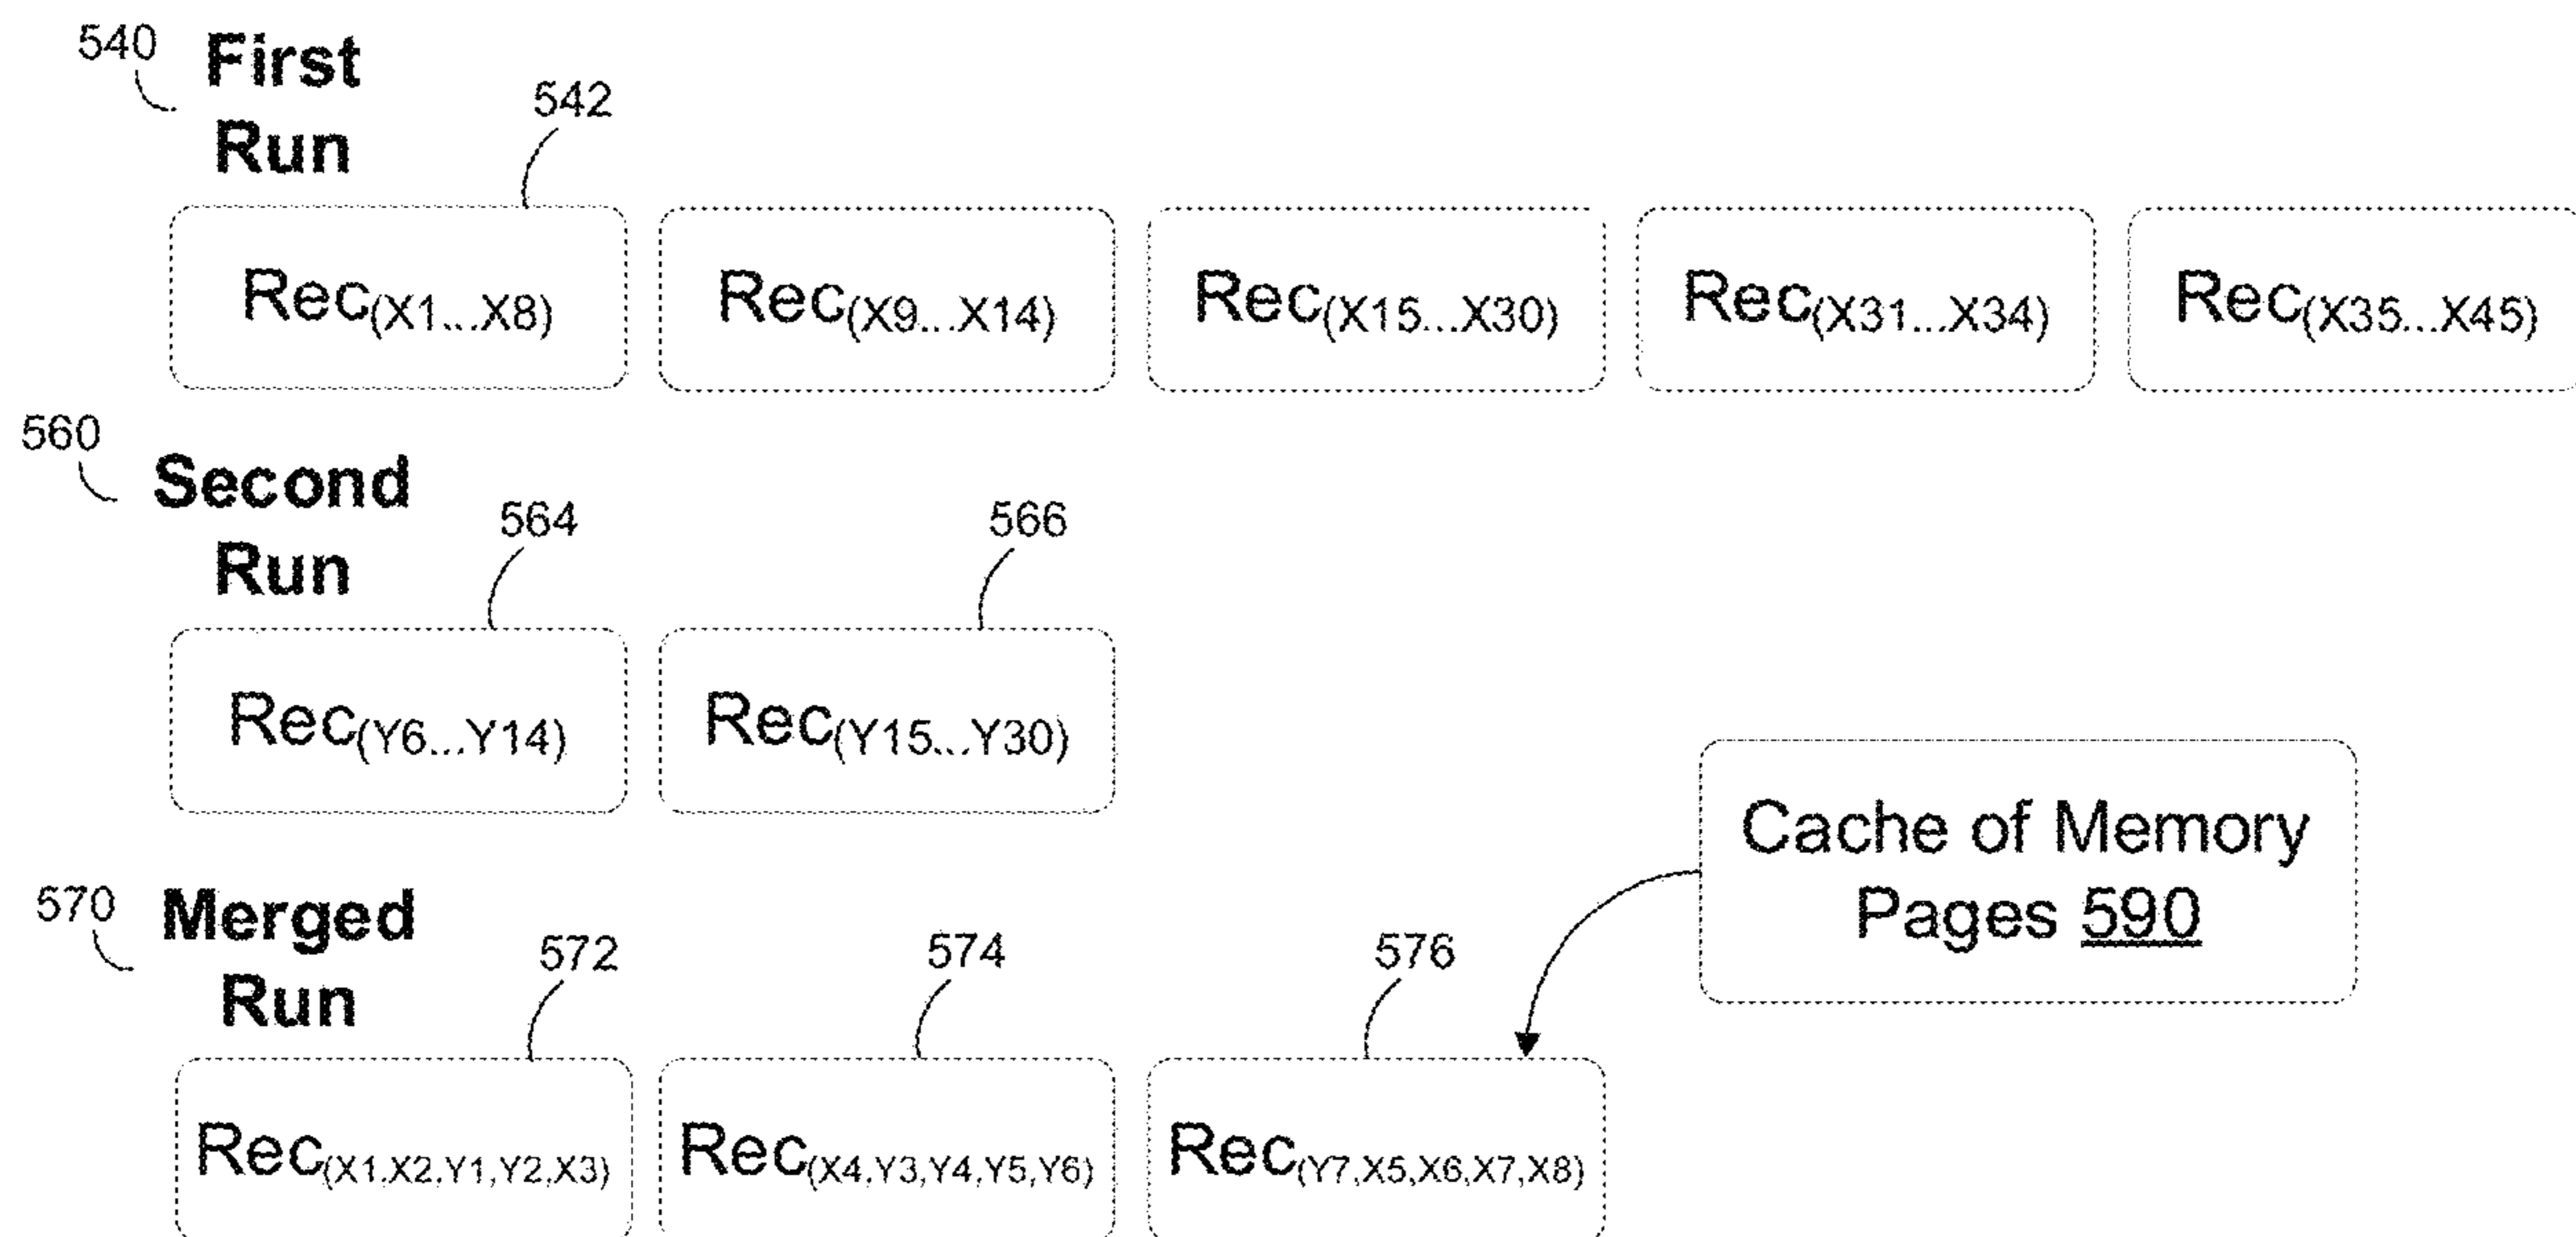 540 First
Run
542
Rec(X1...X8) Rec(X9...X14) Rec(X15...X30) Rec(X31...X34) Rec(X35...X45)
560 Second
Run
564 566
Rec(Y6...Y14) Rec(Y15...Y30)
Cache of Memory
Pages 590
570 Merged
Run
572 574 576
Rec(X1,X2,Y1,Y2,X3) Rec(X4,Y3,Y4,Y5,Y6) Rec(Y7,X5,X6,X7,X8)